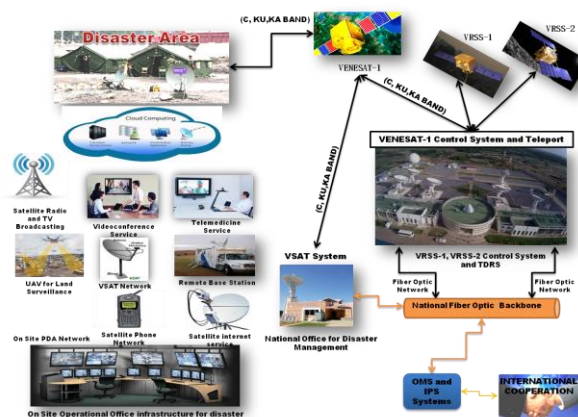 Disaster Area
(C, KU,KA BAND)
VENESAT-1
VRSS-1
VRSS-2
(C, KU,KA BAND)
(C, KU,KA BAND)
Cloud Computing
VENESAT-1 Control System and Teleport
Satellite Radio
and TV
Broadcasting
Videoconference
Service
Telemedicine
Service
UAV for Land
Surveillance
VSAT Network
Remote Base Station
VSAT System
VRSS-1, VRSS-2 Control System
and TDRS
Fiber Optic
Network
Fiber Optic
Network
National Fiber Optic Backbone
National Office for Disaster
Management
On Site PDA Network
Satellite Phone
Network
Satellite internet
service
OMS and
IPS
Systems
INTERNATIONAL
COOPERATION
On Site Operational Office infrastructure for disaster